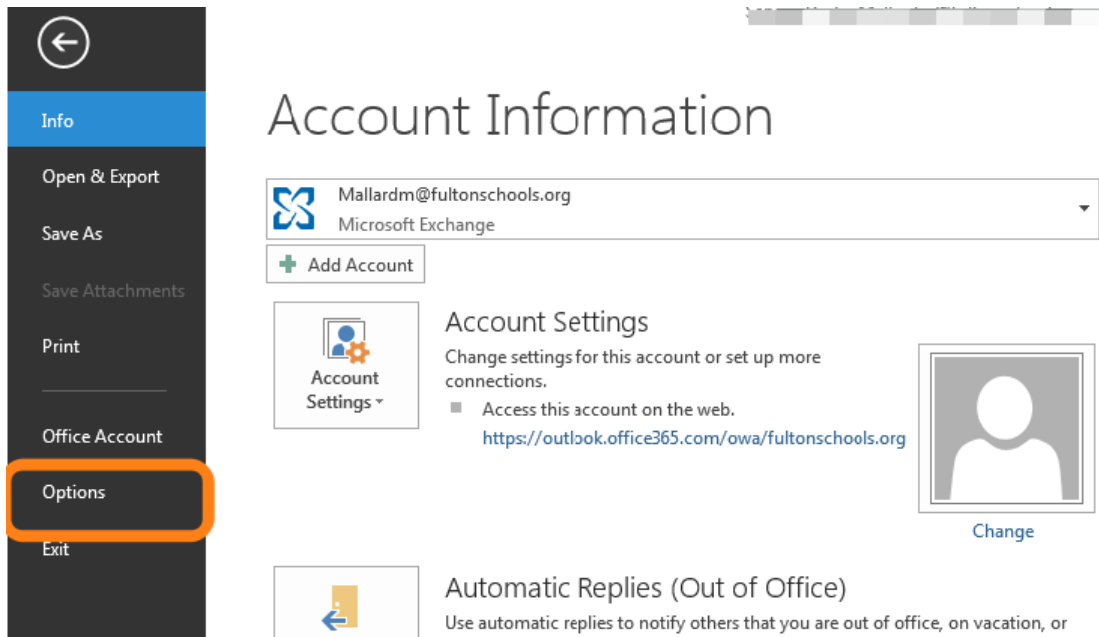 Info
Open & Export
Save As
Save Attachments
Print
Office Account
Options
Exit
Account Information
Mallardm@fultonschools.org
Microsoft Exchange
Add Account
Account
Settings
Account Settings
Change settings for this account or set up more
connections.
Access this account on the web.
https://outlook.office365.com/owa/fultonschools.org
Change
Automatic Replies (Out of Office)
Use automatic replies to notify others that you are out of office, on vacation, or